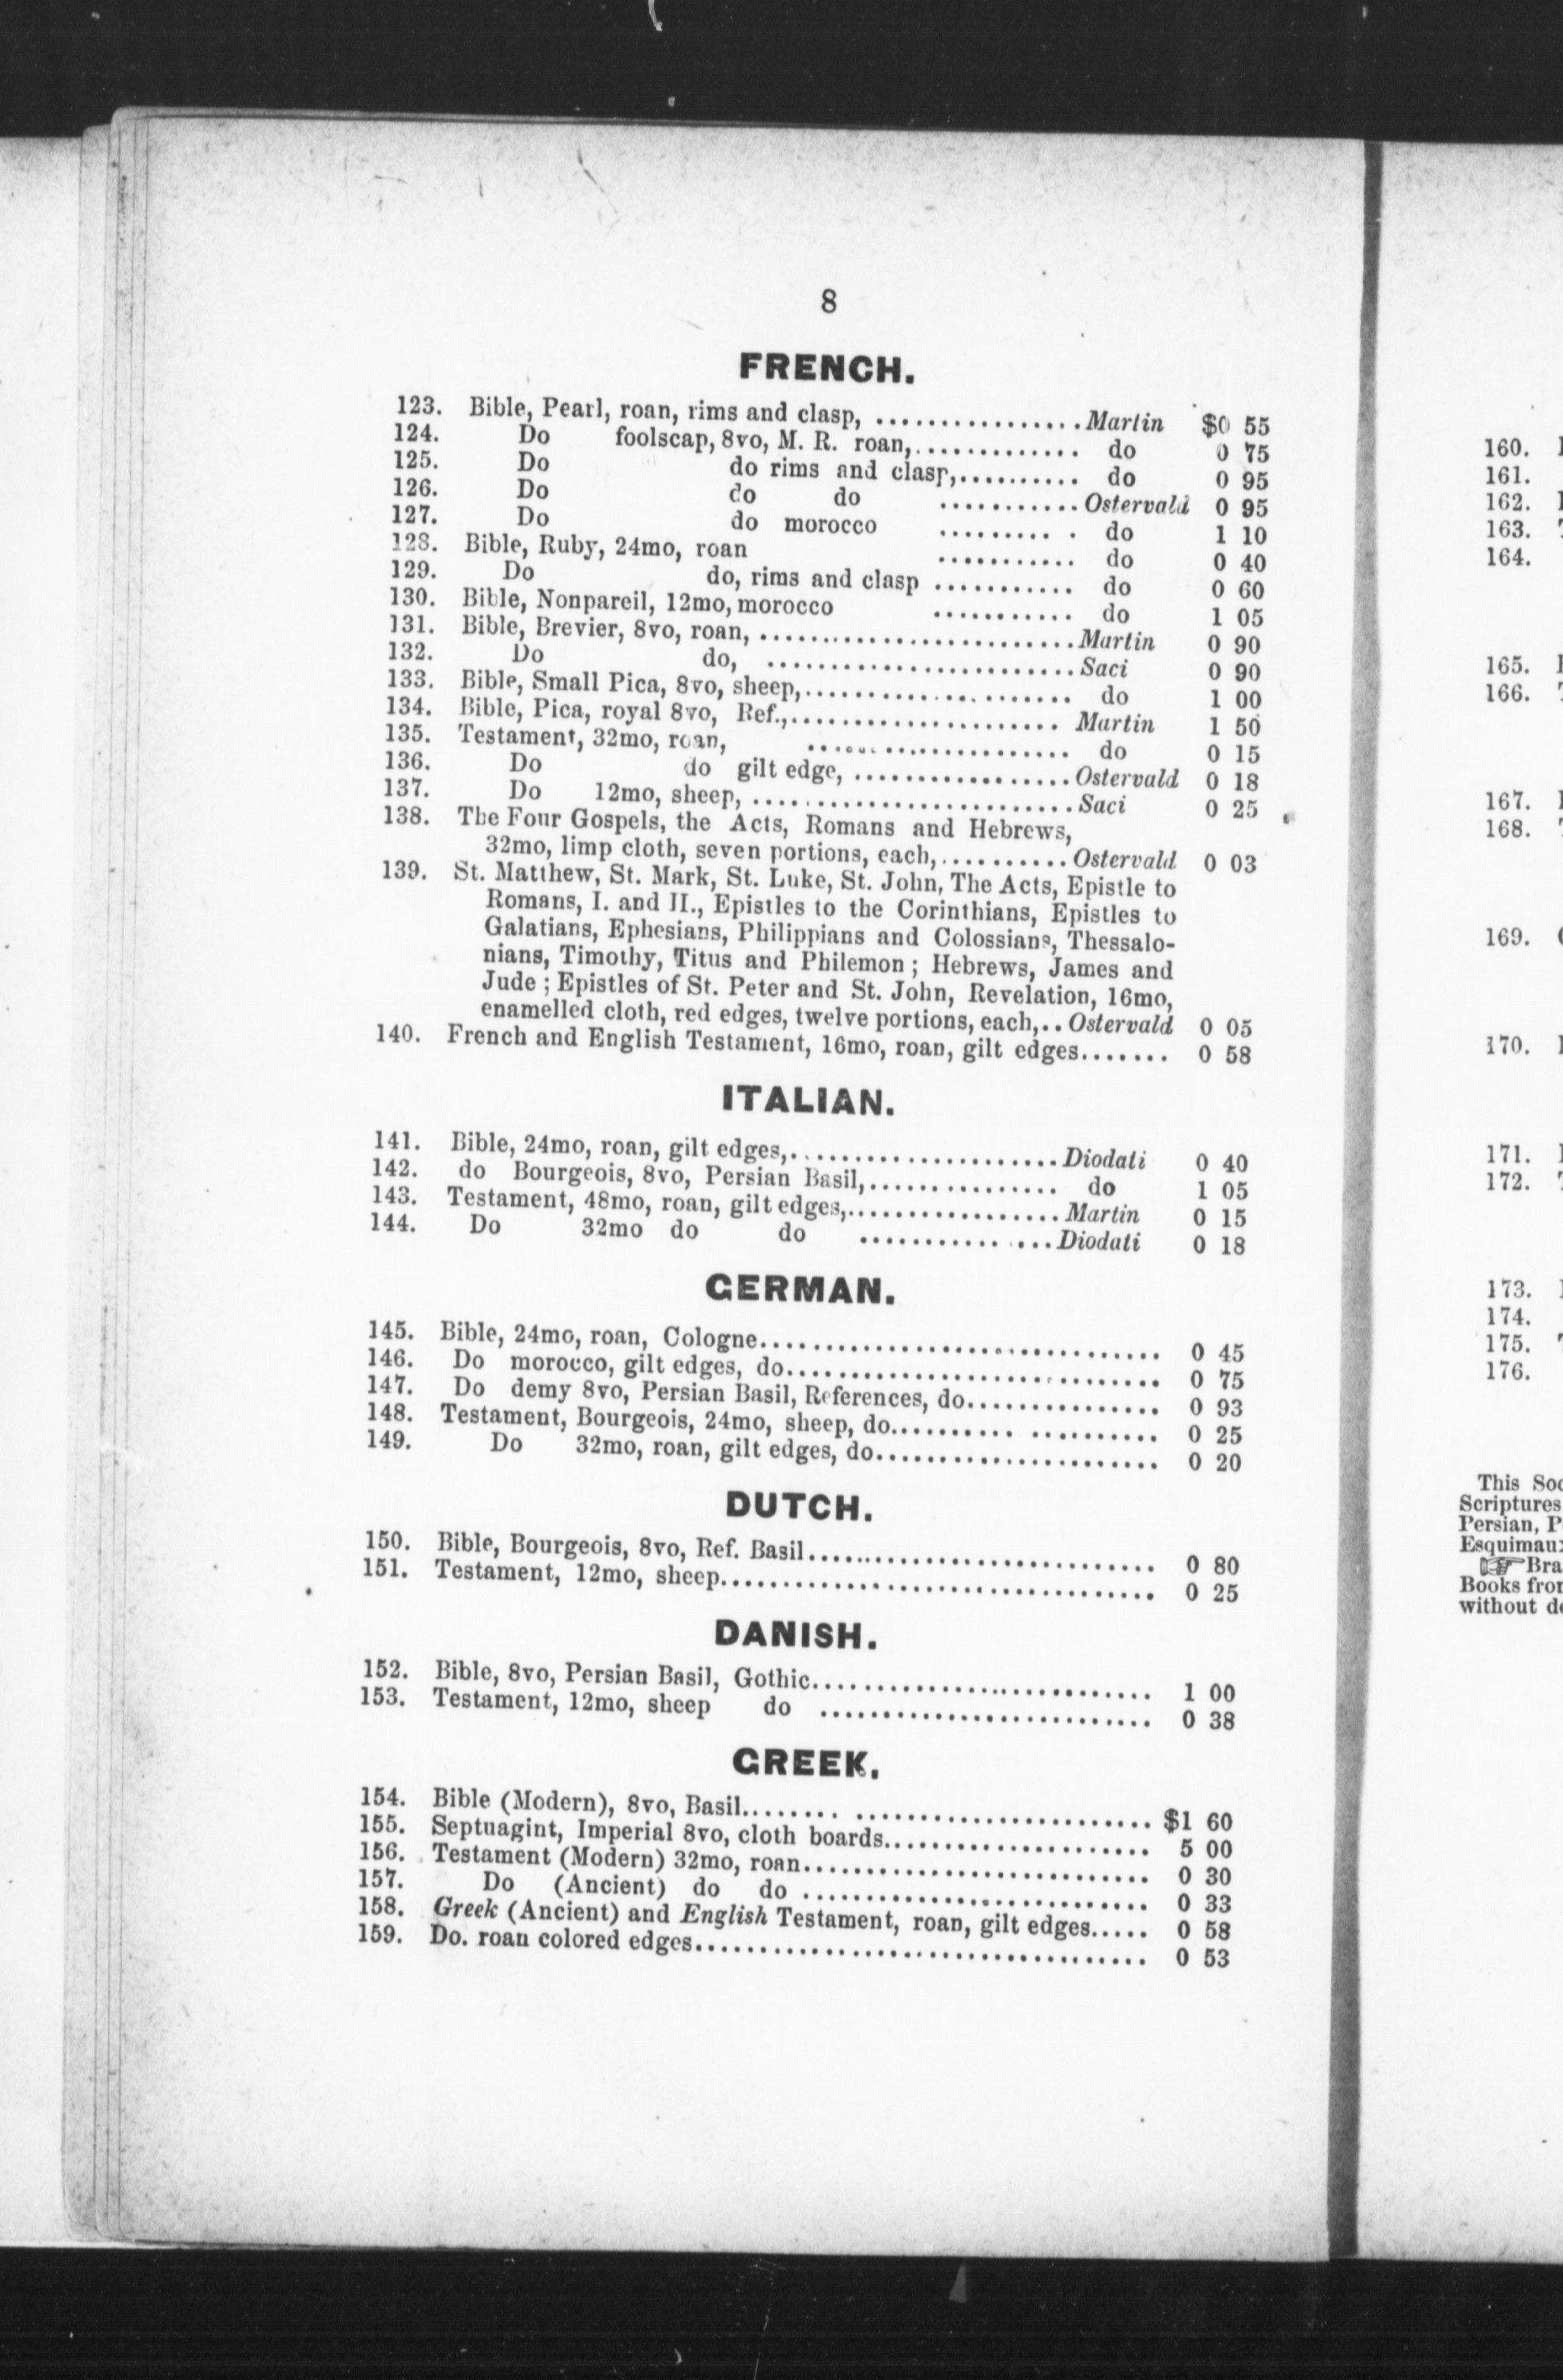 8
FRENCH.
123. Bible, Pearl, roan, rims and clasp, ................ Martin $0 55
124. Do foolscap, 8vo, M. R. roan, ............. do 0 75
125. Do do rims and clasp, .......... do 0 95
126. Do do do ........... Ostervald 0 95
127. Do do morocco .......... do 1 10
128. Bible, Ruby, 24mo, roan ........... do 0 40
129. Do do, rims and clasp ........... do 0 60
130. Bible, Nonpareil, 12mo, morocco ........... do 1 05
131. Bible, Brevier, 8vo, roan, ......................... Martin 0 90
132. Do do, ........................ Saci 0 90
133. Bible, Small Pica, 8vo, sheep, ..................... do 1 00
134. Bible, Pica, royal 8vo, Ref., ..................... Martin 1 50
135. Testament, 32mo, roan, ..................... do 0 15
136. Do do gilt edge, ................. Ostervald 0 18
137. Do 12mo, sheep, ......................... Saci 0 25
138. The Four Gospels, the Acts, Romans and Hebrews,
32mo, limp cloth, seven portions, each, .......... Ostervald 0 03
139. St. Matthew, St. Mark, St. Luke, St. John, The Acts, Epistle to
Romans, I. and II., Epistles to the Corinthians, Epistles to
Galatians, Ephesians, Philippians and Colossians, Thessalo-
nians, Timothy, Titus and Philemon ; Hebrews, James and
Jude ; Epistles of St. Peter and St. John, Revelation, 16mo,
enamelled cloth, red edges, twelve portions, each, .. Ostervald 0 05
140. French and English Testament, 16mo, roan, gilt edges ....... 0 58
ITALIAN.
141. Bible, 24mo, roan, gilt edges, ..................... Diodati 0 40
142. do Bourgeois, 8vo, Persian Basil, ............... do 1 05
143. Testament, 48mo, roan, gilt edges, ................. Martin 0 15
144. Do 32mo do do ............... Diodati 0 18
GERMAN.
145. Bible, 24mo, roan, Cologne ................................ 0 45
146. Do morocco, gilt edges, do .............................. 0 75
147. Do demy 8vo, Persian Basil, References, do ............... 0 93
148. Testament, Bourgeois, 24mo, sheep, do .................... 0 25
149. Do 32mo, roan, gilt edges, do ....................... 0 20
DUTCH.
150. Bible, Bourgeois, 8vo, Ref. Basil ............................ 0 80
151. Testament, 12mo, sheep ................................... 0 25
DANISH.
152. Bible, 8vo, Persian Basil, Gothic ........................... 1 00
153. Testament, 12mo, sheep do ........................... 0 38
GREEK.
154. Bible (Modern), 8vo, Basil ................................ $1 60
155. Septuagint, Imperial 8vo, cloth boards ..................... 5 00
156. Testament (Modern) 32mo, roan ............................ 0 30
157. Do (Ancient) do do ............................ 0 33
158. Greek (Ancient) and English Testament, roan, gilt edges ..... 0 58
159. Do. roan colored edges .................................... 0 53
160.
161.
162.
163.
164.
165.
166.
167.
168.
169.
170.
171.
172.
173.
174.
175.
176.
This
Scriptures
Persian,
Books
without